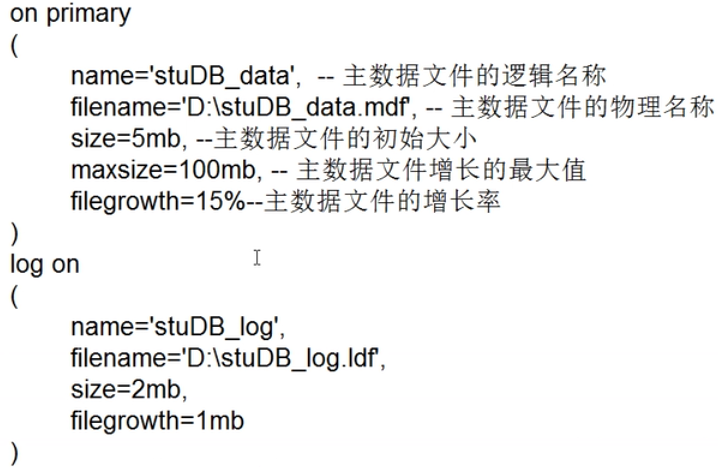 on primary
(
name='stuDB_data', -- 主数据文件的逻辑名称
filename='D:\stuDB_data.mdf', -- 主数据文件的物理名称
size=5mb, --主数据文件的初始大小
maxsize=100mb, -- 主数据文件增长的最大值
filegrowth=15%--主数据文件的增长率
)
log on
(
name='stuDB_log',
filename='D:\stuDB_log.ldf',
size=2mb,
filegrowth=1mb
)